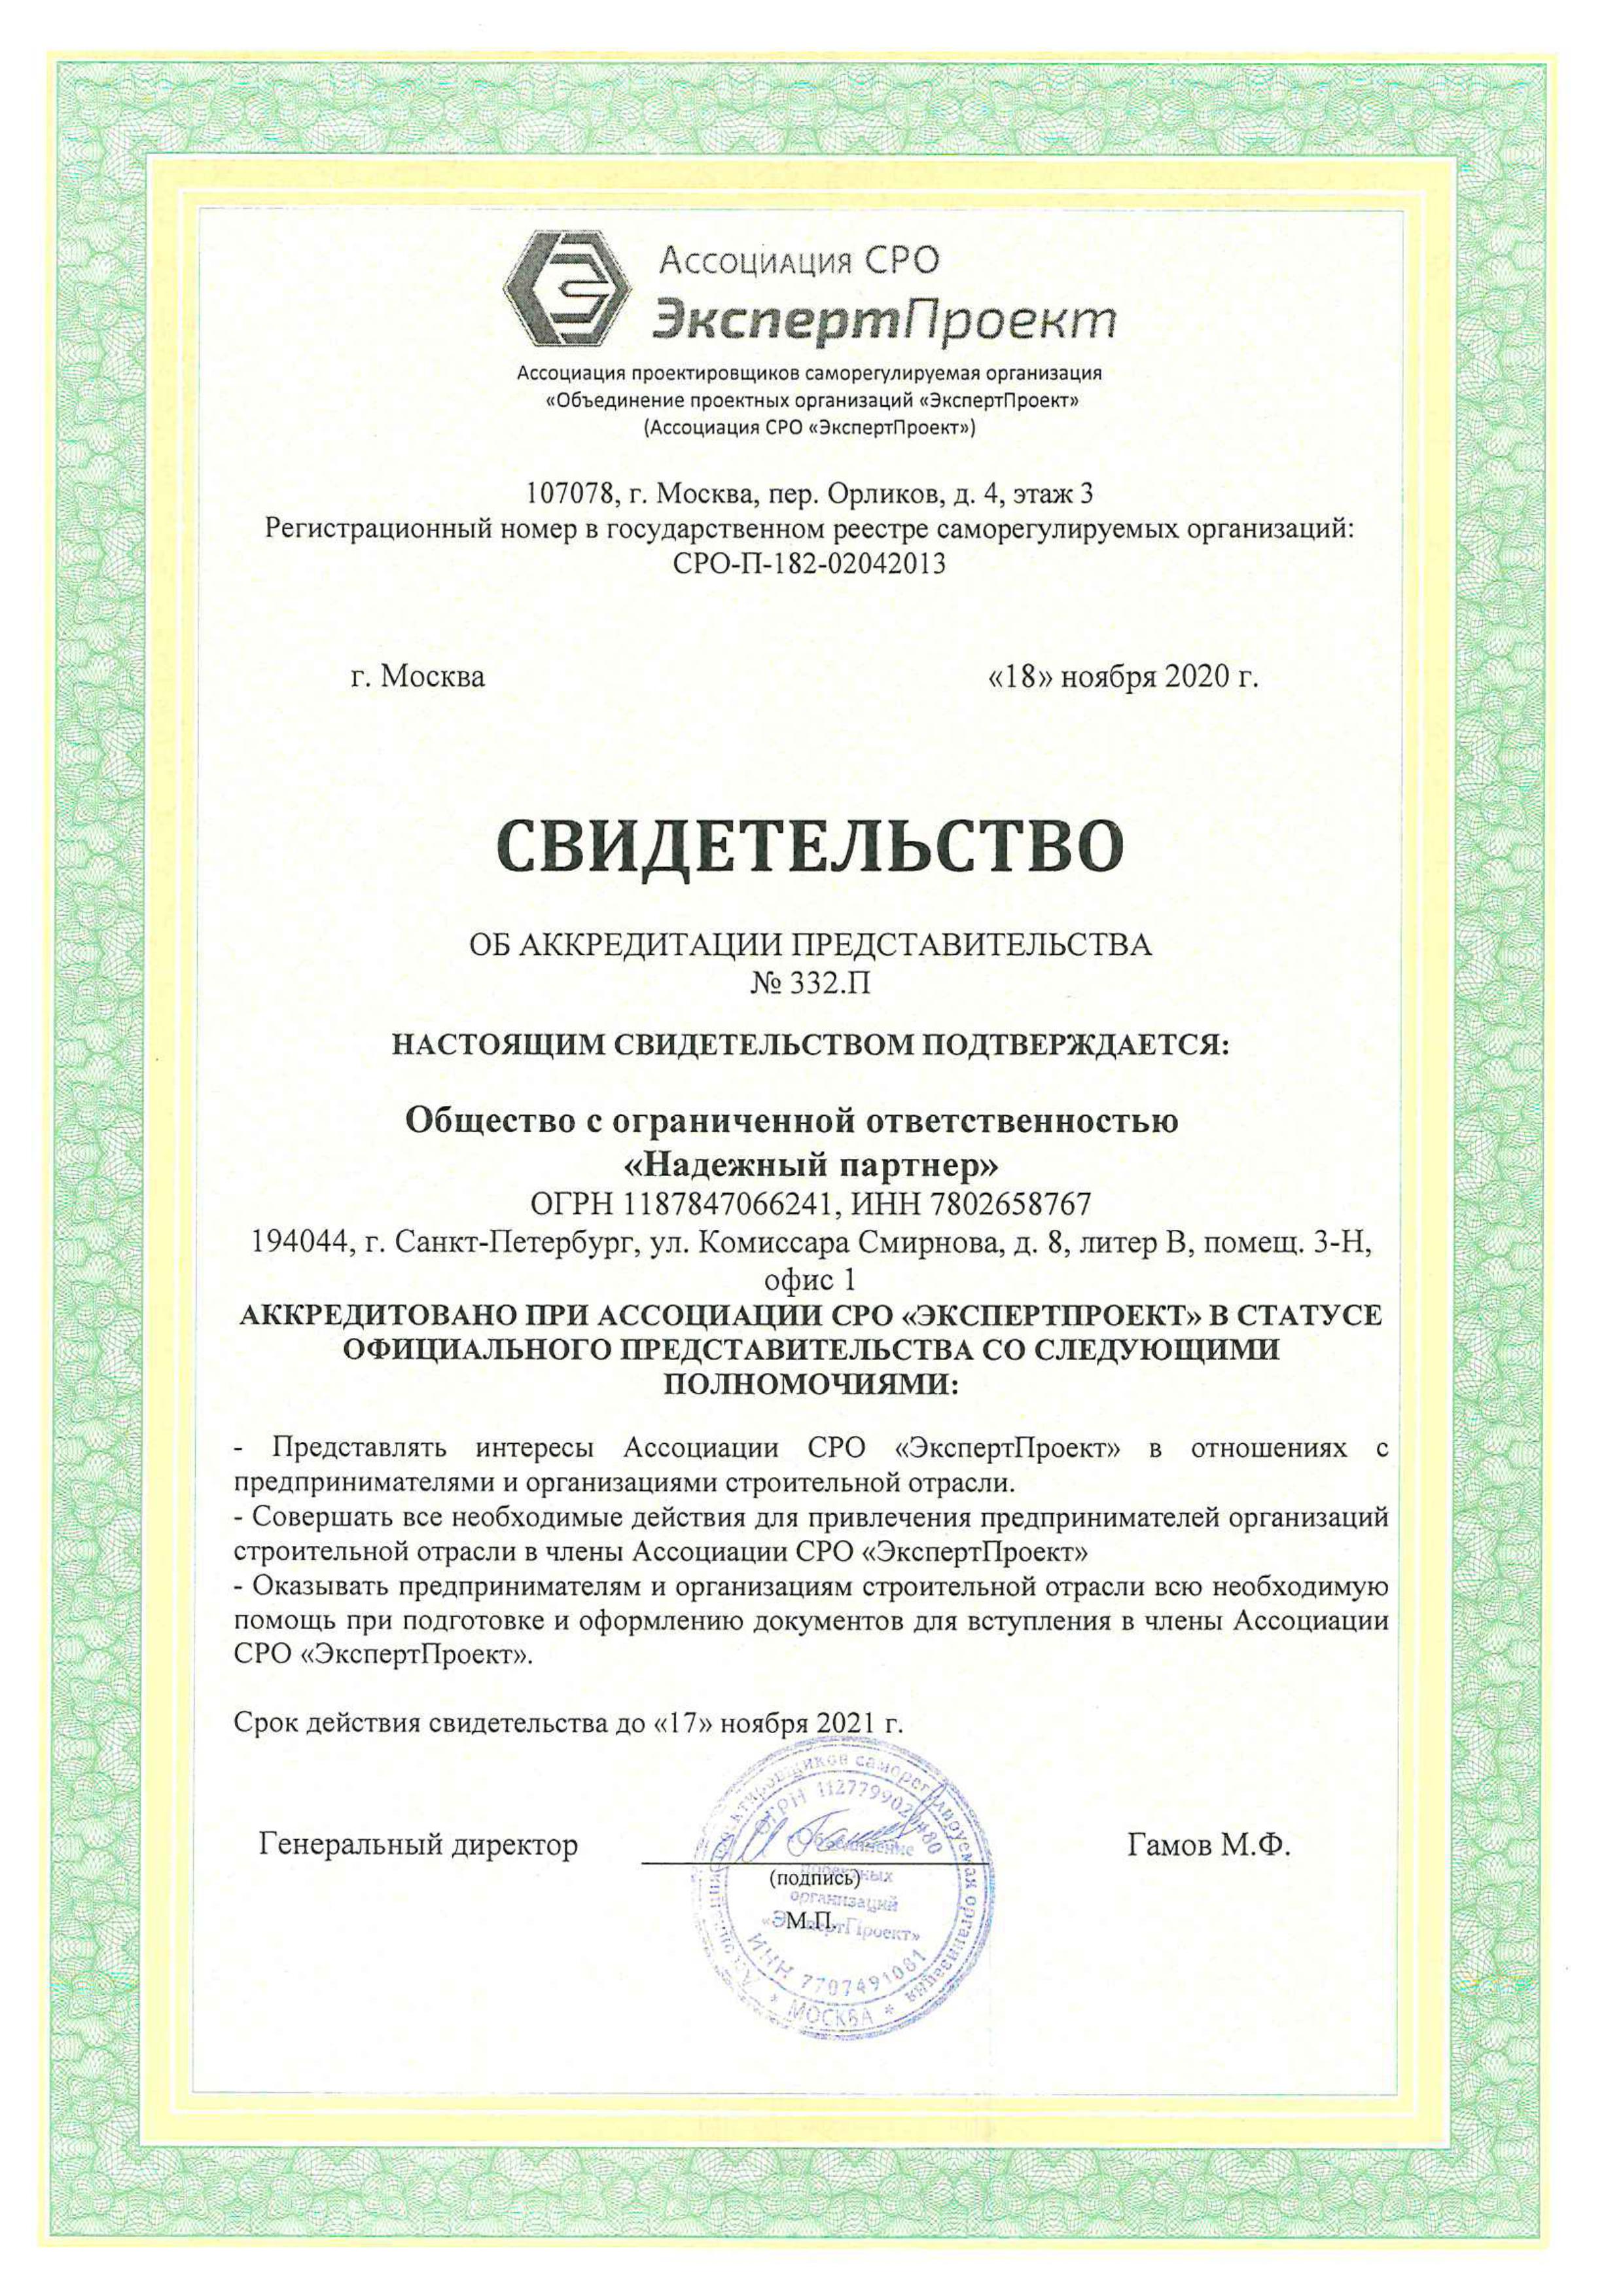 Ассоциация СРО
ЭкспертПроект
Ассоциация проектировщиков саморегулируемая организация
«Объединение проектных организаций «ЭкспертПроект»
(Ассоциация СРО «ЭкспертПроект»)
107078, г. Москва, пер. Орликов, д. 4, этаж 3
Регистрационный номер в государственном реестре саморегулируемых организаций:
СРО-П-182-02042013
г. Москва
«18» ноября 2020 г.
СВИДЕТЕЛЬСТВО
ОБ АККРЕДИТАЦИИ ПРЕДСТАВИТЕЛЬСТВА
№ 332.П
НАСТОЯЩИМ СВИДЕТЕЛЬСТВОМ ПОДТВЕРЖДАЕТСЯ:
Общество с ограниченной ответственностью
«Надежный партнер»
ОГРН 1187847066241, ИНН 7802658767
194044, г. Санкт-Петербург, ул. Комиссара Смирнова, д. 8, литер В, помещ. 3-Н,
офис 1
АККРЕДИТОВАНО ПРИ АССОЦИАЦИИ СРО «ЭКСПЕРТПРОЕКТ» В СТАТУСЕ
ОФИЦИАЛЬНОГО ПРЕДСТАВИТЕЛЬСТВА СО СЛЕДУЮЩИМИ
ПОЛНОМОЧИЯМИ:
- Представлять интересы Ассоциации СРО «ЭкспертПроект» в отношениях с
предпринимателями и организациями строительной отрасли.
- Совершать все необходимые действия для привлечения предпринимателей организаций
строительной отрасли в члены Ассоциации СРО «ЭкспертПроект»
- Оказывать предпринимателям и организациям строительной отрасли всю необходимую
помощь при подготовке и оформлению документов для вступления в члены Ассоциации
СРО «ЭкспертПроект».
Срок действия свидетельства до «17» ноября 2021 г.
Генеральный директор
(подпись)
М.П.
Гамов М.Ф.
саморегулируемая организация
Объединение
проектных
организаций
«ЭкспертПроект»
ИНН 7707491081
* МОСКВА *